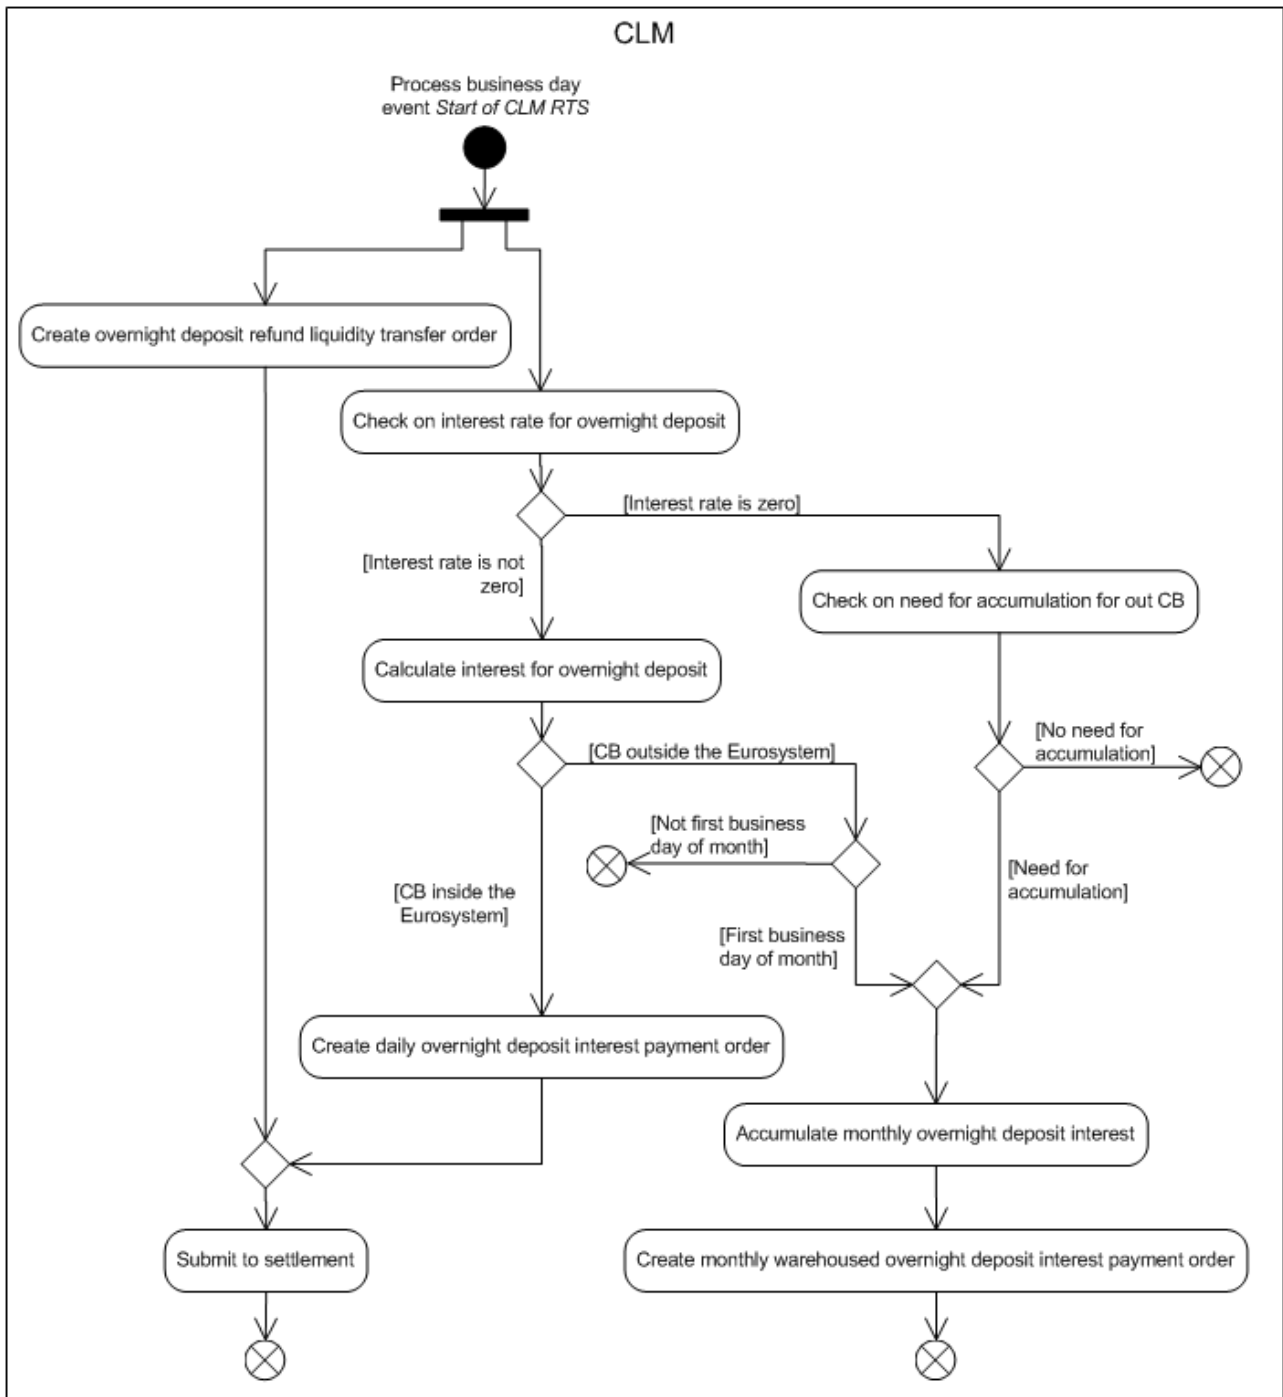 CLM
Process business day
event Start of CLM RTS
Create overnight deposit refund liquidity transfer order
Check on interest rate for overnight deposit
[Interest rate is zero]
[Interest rate is not
zero]
Check on need for accumulation for out CB
Calculate interest for overnight deposit
[No need for
accumulation]
[CB outside the Eurosystem]
[Not first business
day of month]
[Need for
accumulation]
[CB inside the
Eurosystem]
[First business
day of month]
Create daily overnight deposit interest payment order
Accumulate monthly overnight deposit interest
Submit to settlement
Create monthly warehoused overnight deposit interest payment order